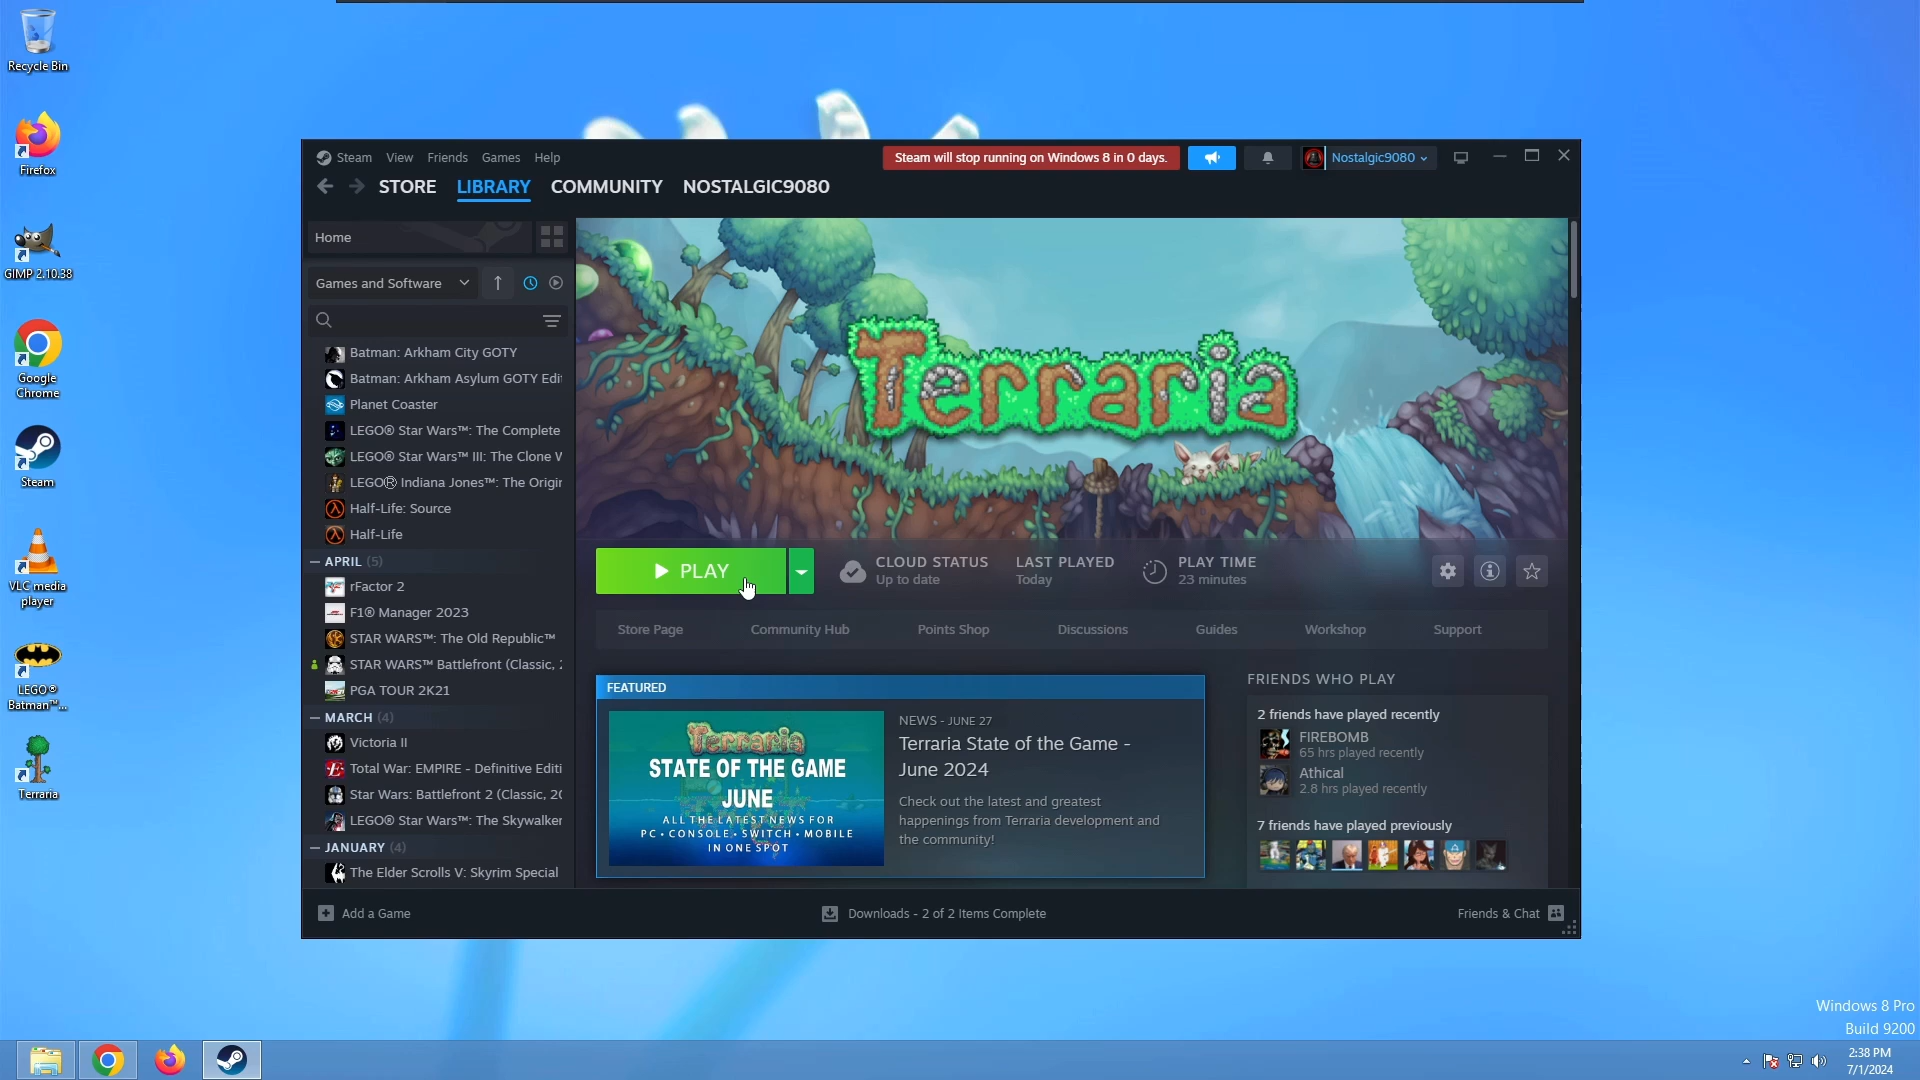 Recycle Bin
Firefox
GIMP 2.10.38
Google
Chrome
Steam
VLC media
player
LEGO®
Batman™...
Terraria
Steam View Friends Games Help
Steam will stop running on Windows 8 in 0 days.
Nostalgic9080
STORE LIBRARY COMMUNITY NOSTALGIC9080
Home
Games and Software
Batman: Arkham City GOTY
Batman: Arkham Asylum GOTY Edit
Planet Coaster
LEGO® Star Wars™: The Complete
LEGO® Star Wars™ III: The Clone W
LEGO® Indiana Jones™: The Origin
Half-Life: Source
Half-Life
APRIL (5)
rFactor 2
F1® Manager 2023
STAR WARS™: The Old Republic™
STAR WARS™ Battlefront (Classic, 2
PGA TOUR 2K21
MARCH (4)
Victoria II
Total War: EMPIRE - Definitive Editi
Star Wars: Battlefront 2 (Classic, 20
LEGO® Star Wars™: The Skywalker
JANUARY (4)
The Elder Scrolls V: Skyrim Special
Terraria
PLAY
CLOUD STATUS
Up to date
LAST PLAYED
Today
PLAY TIME
23 minutes
Store Page Community Hub Points Shop Discussions Guides Workshop Support
FEATURED
Terraria
STATE OF THE GAME
JUNE
ALL THE LATEST NEWS FOR
PC • CONSOLE • SWITCH • MOBILE
IN ONE SPOT
NEWS - JUNE 27
Terraria State of the Game -
June 2024
Check out the latest and greatest
happenings from Terraria development and
the community!
FRIENDS WHO PLAY
2 friends have played recently
FIREBOMB
65 hrs played recently
Athical
2.8 hrs played recently
7 friends have played previously
Add a Game
Downloads - 2 of 2 Items Complete
Friends & Chat
Windows 8 Pro
Build 9200
2:38 PM
7/1/2024